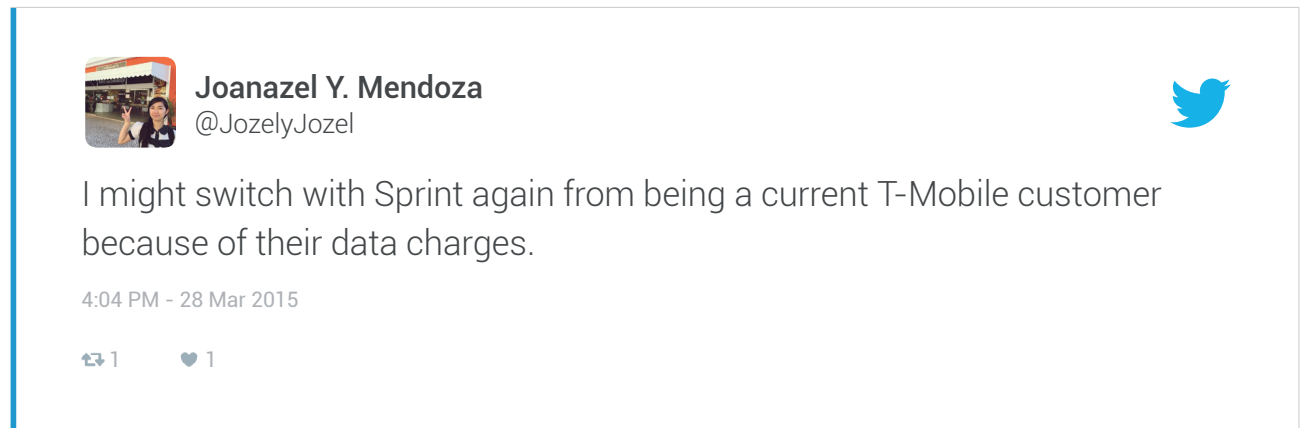 Joanazel Y. Mendoza
@JozelyJozel
I might switch with Sprint again from being a current T-Mobile customer
because of their data charges.
4:04 PM - 28 Mar 2015
1 1